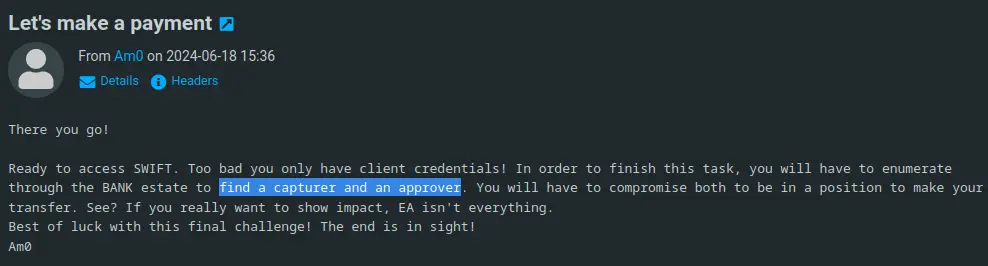 Let's make a payment
From Am0 on 2024-06-18 15:36
Details Headers
There you go!
Ready to access SWIFT. Too bad you only have client credentials! In order to finish this task, you will have to enumerate
through the BANK estate to find a capturer and an approver. You will have to compromise both to be in a position to make your
transfer. See? If you really want to show impact, EA isn't everything.
Best of luck with this final challenge! The end is in sight!
Am0